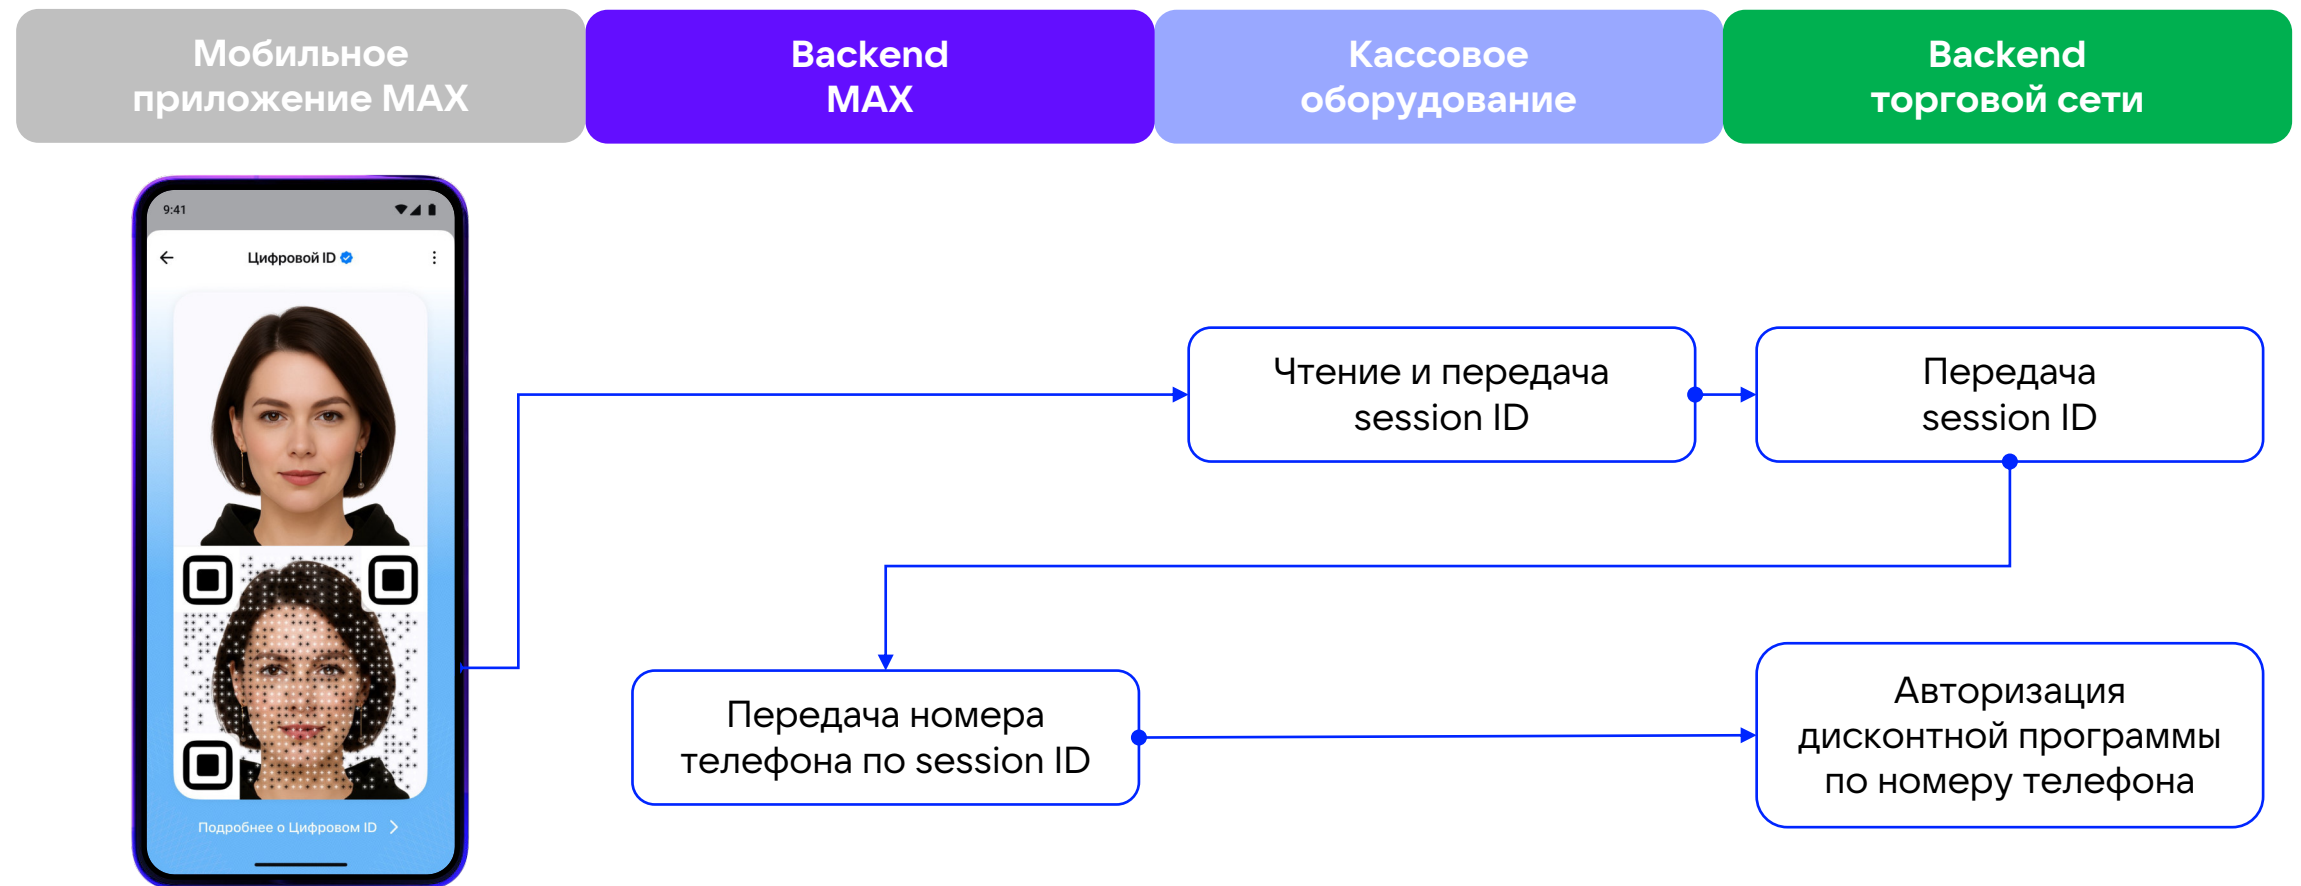 Мобильное
приложение MAX
Backend
MAX
Кассовое
оборудование
Backend
торговой сети
9:41
Цифровой ID
Чтение и передача
session ID
Передача
session ID
Передача номера
телефона по session ID
Авторизация
дисконтной программы
по номеру телефона
Подробнее о Цифровом ID